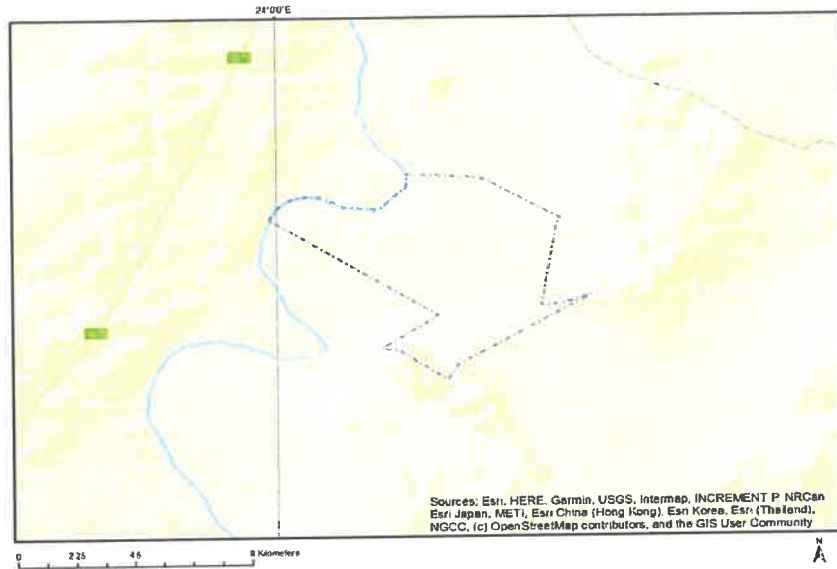 24°00'E
Sources: Esri, HERE, Garmin, USGS, Intermap, INCREMENT P, NRCan
Esri Japan, METI, Esri China (Hong Kong), Esri Korea, Esri (Thailand),
NGCC, (c) OpenStreetMap contributors, and the GIS User Community
0 2.25 4.5 9 Kilometers
N